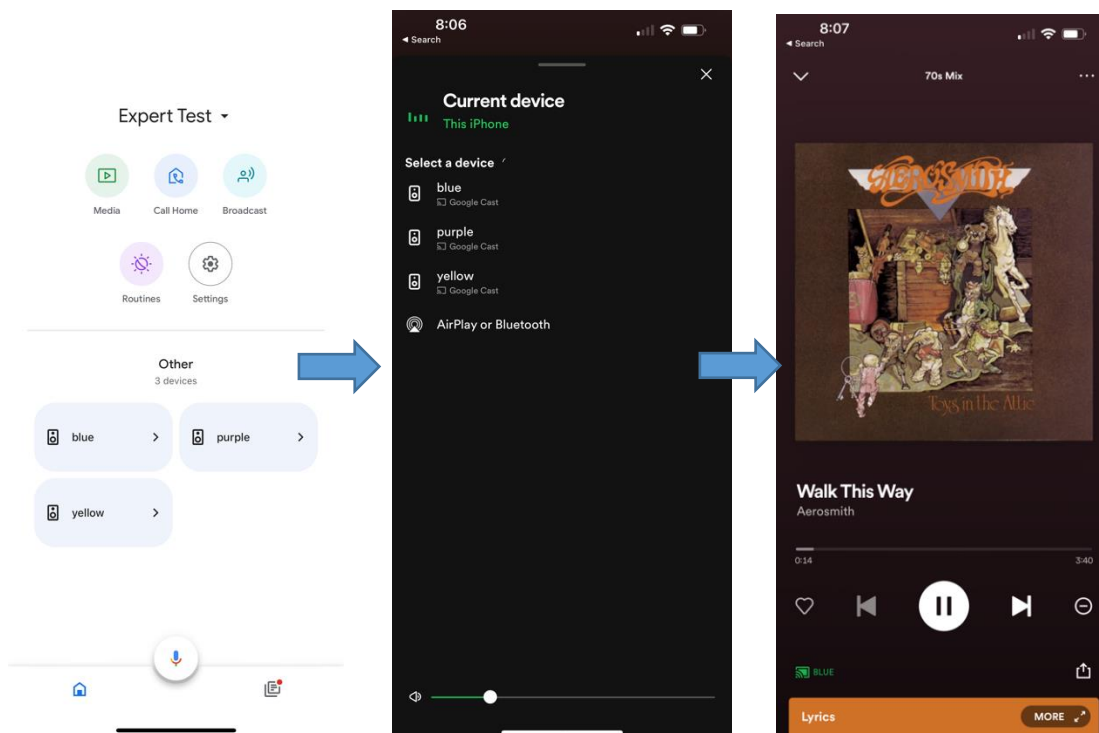 Expert Test
Media
Call Home
Broadcast
Routines
Settings
Other
3 devices
blue
purple
yellow
8:06
Search
Current device
This iPhone
Select a device
blue
Google Cast
purple
Google Cast
yellow
Google Cast
AirPlay or Bluetooth
8:07
Search
70s Mix
AEROSMITH
Toys in the Attic
Walk This Way
Aerosmith
0:14
3:40
BLUE
Lyrics
MORE